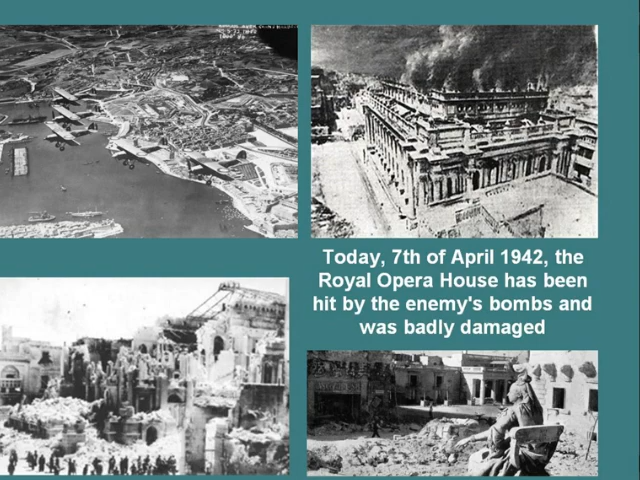 Today, 7th of April 1942, the
Royal Opera House has been
hit by the enemy's bombs and
was badly damaged